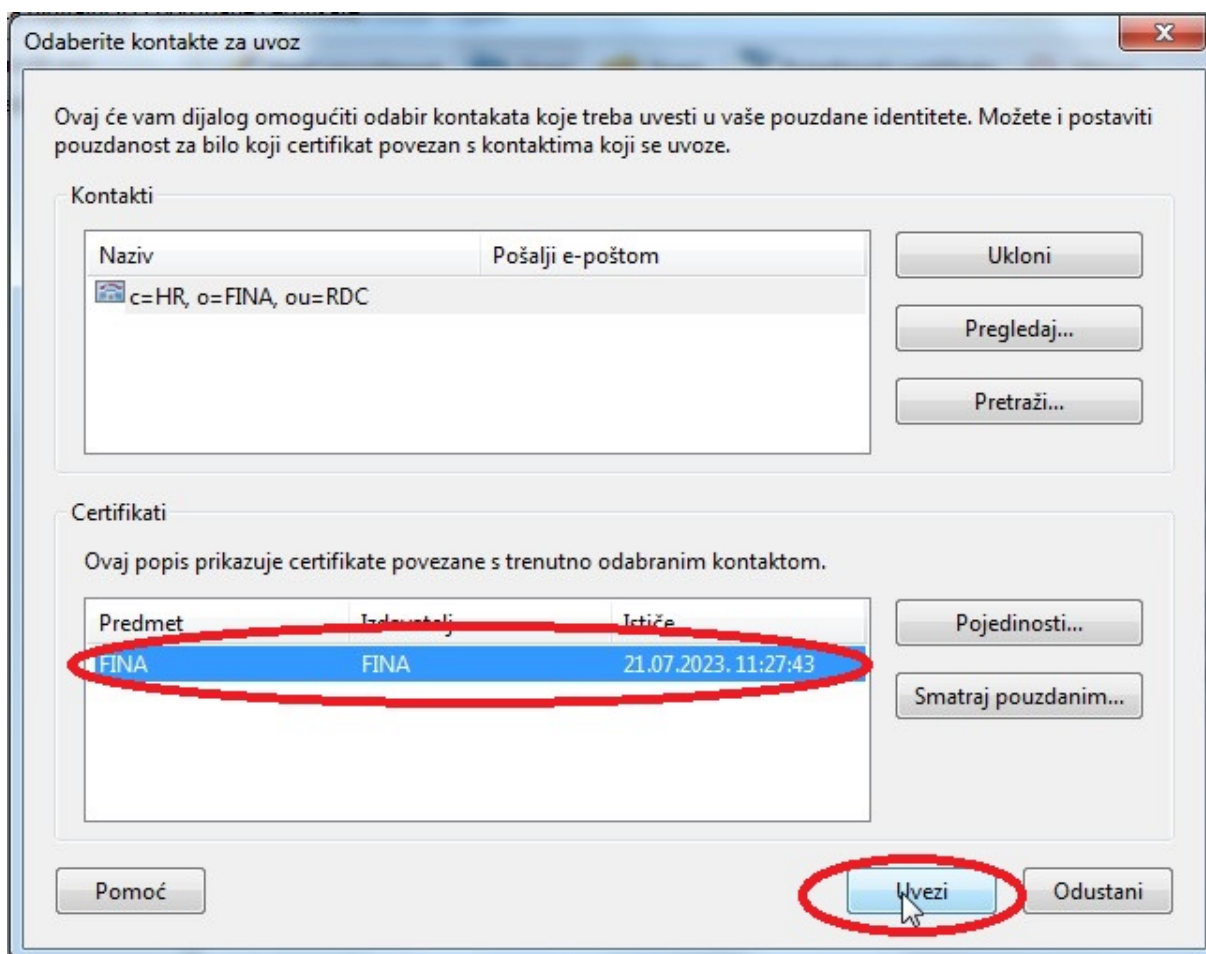 Odaberite kontakte za uvoz
Ovaj će vam dijalog omogućiti odabir kontakata koje treba uvesti u vaše pouzdane identitete. Možete i postaviti
pouzdanost za bilo koji certifikat povezan s kontaktima koji se uvoze.
Kontakti
Naziv Pošalji e-poštom
c=HR, o=FINA, ou=RDC
Ukloni
Pregledaj...
Pretraži...
Certifikati
Ovaj popis prikazuje certifikate povezane s trenutno odabranim kontaktom.
Predmet Izdavatelj Ističe
FINA FINA 21.07.2023. 11:27:43
Pojedinosti...
Smatraj pouzdanim...
Pomoć Uvezi Odustani